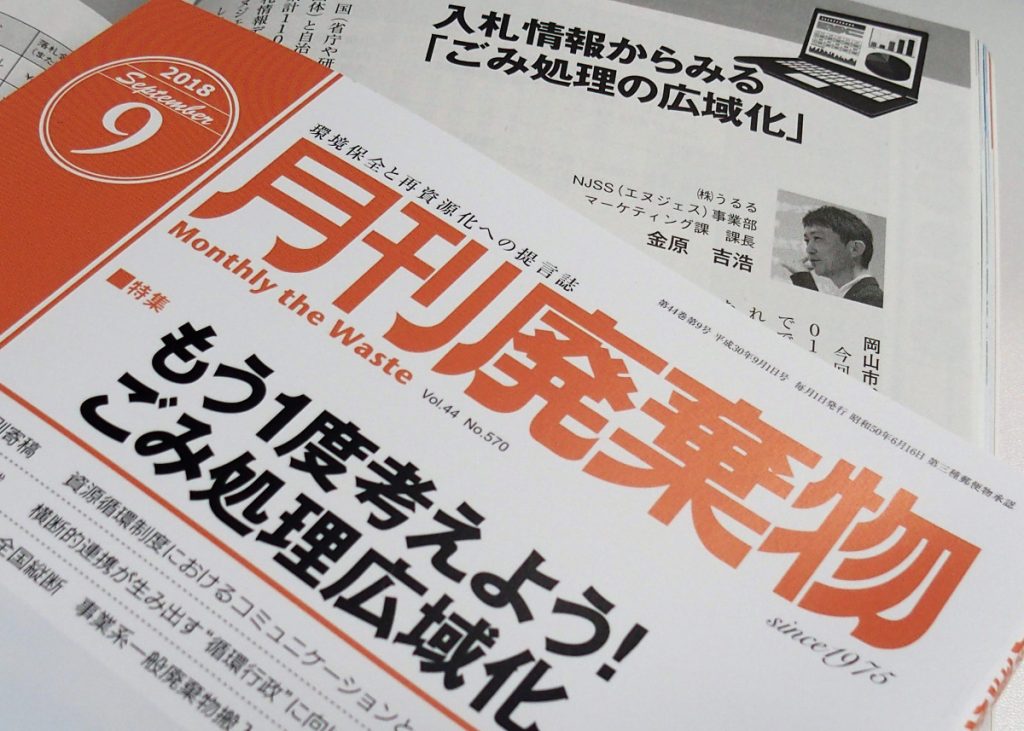 2018
September
9
環境保全と再資源化への提言誌
月刊廃棄物
Monthly the Waste
Vol.44 No.570
since1975
第44巻第9号 平成30年9月1日号 毎月1日発行 昭和50年6月16日 第三種郵便物承認
■特集
もう1度考えよう!
ごみ処理広域化
寄稿
資源循環制度におけるコミュニケーションと
横断的連携が生み出す“循環行政”に向
全国縦断 事業系一般廃棄物搬
入札情報からみる
「ごみ処理の広域化」
㈱うるる
NJSS(エヌジェス)事業部
マーケティング課 課長
金原 吉浩
岡山市
今回
国(省庁や